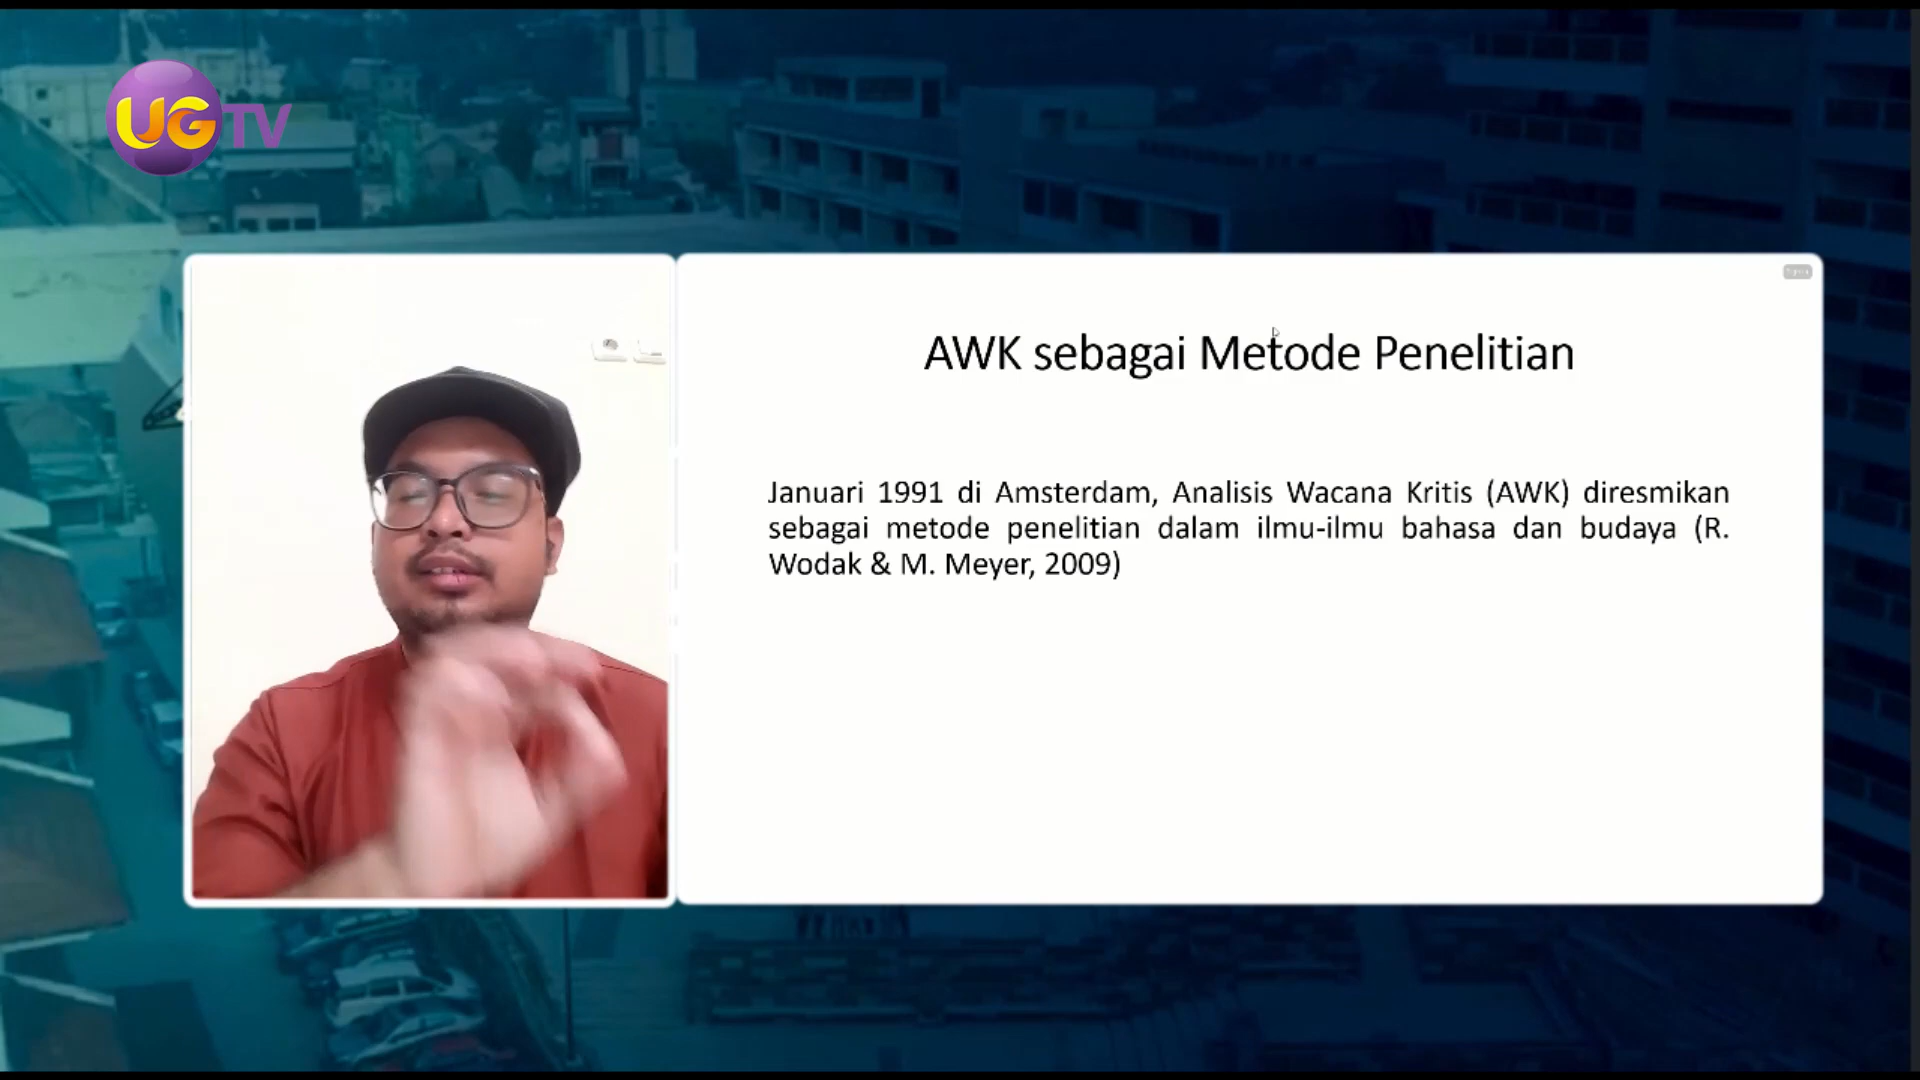 UGTV
AWK sebagai Metode Penelitian
Januari 1991 di Amsterdam, Analisis Wacana Kritis (AWK) diresmikan
sebagai metode penelitian dalam ilmu-ilmu bahasa dan budaya (R.
Wodak & M. Meyer, 2009)